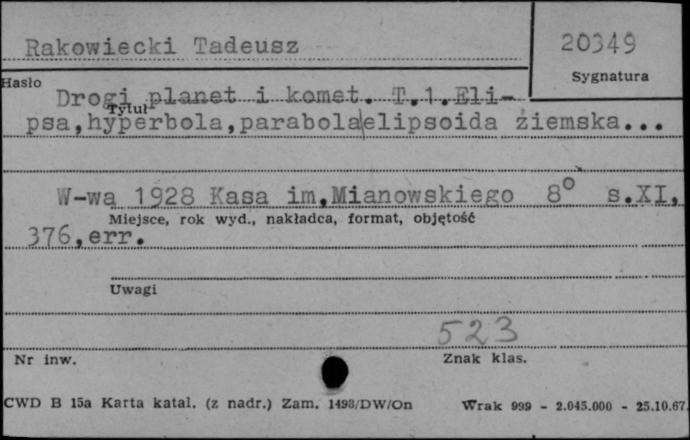 Rakowiecki Tadeusz
20349
Hasło
Sygnatura
Drogi planet i komet. T.1.Eli-
Tytuł
psa,hyperbola,parabola elipsoida ziemska...
W-wa 1928 Kasa im,Mianowskiego 8° s.XI,
Miejsce, rok wyd., nakładca, format, objętość
376,err.
Uwagi
523
Nr inw.
Znak klas.
CWD B 15a Karta katal. (z nadr.) Zam. 1493/DW/On
Wrak 999 - 2.045.000 - 25.10.67.